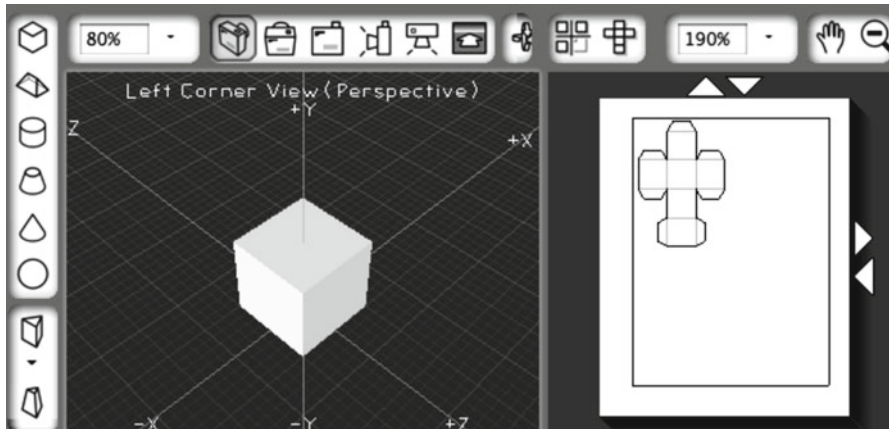 80%
190%
Left Corner View(Perspective)
+Y
Z
+X
-X
-Y
+Z